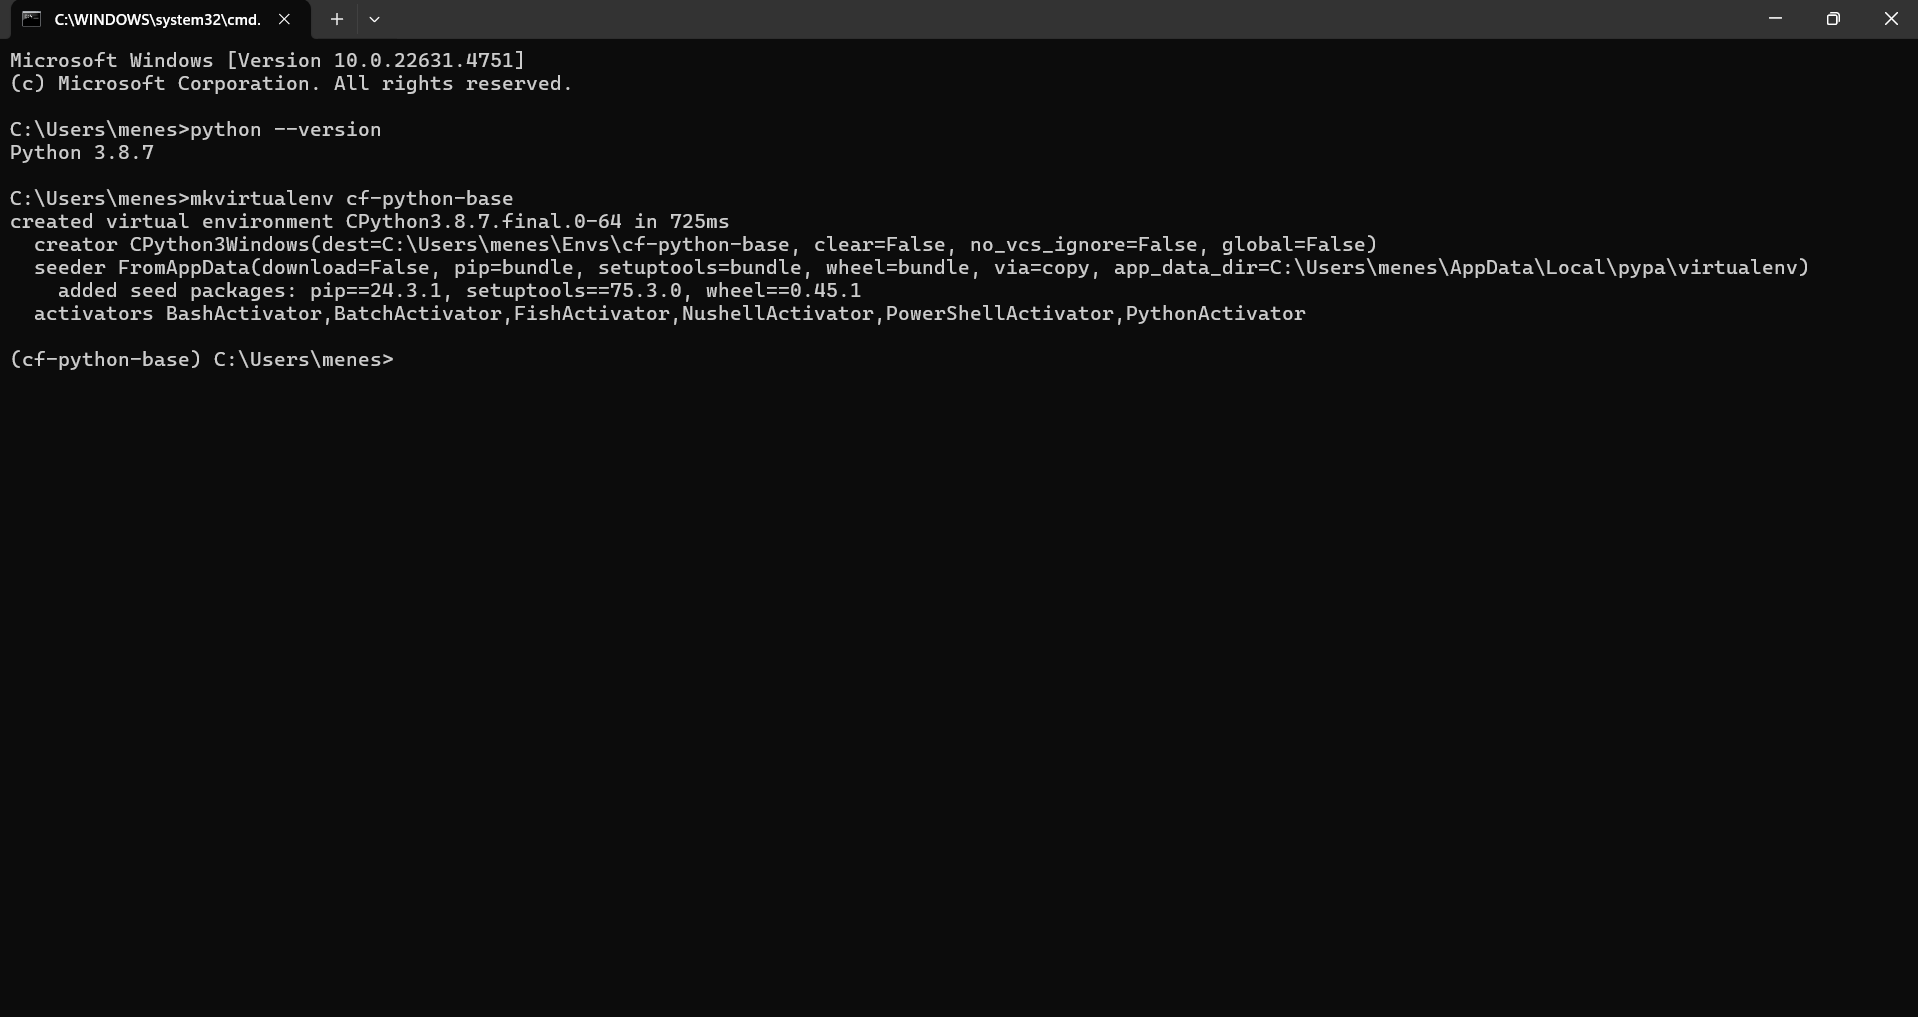 C:\WINDOWS\system32\cmd.
Microsoft Windows [Version 10.0.22631.4751]
(c) Microsoft Corporation. All rights reserved.
C:\Users\menes>python --version
Python 3.8.7
C:\Users\menes>mkvirtualenv cf-python-base
created virtual environment CPython3.8.7.final.0-64 in 725ms
  creator CPython3Windows(dest=C:\Users\menes\Envs\cf-python-base, clear=False, no_vcs_ignore=False, global=False)
  seeder FromAppData(download=False, pip=bundle, setuptools=bundle, wheel=bundle, via=copy, app_data_dir=C:\Users\menes\AppData\Local\pypa\virtualenv)
    added seed packages: pip==24.3.1, setuptools==75.3.0, wheel==0.45.1
  activators BashActivator,BatchActivator,FishActivator,NushellActivator,PowerShellActivator,PythonActivator
(cf-python-base) C:\Users\menes>